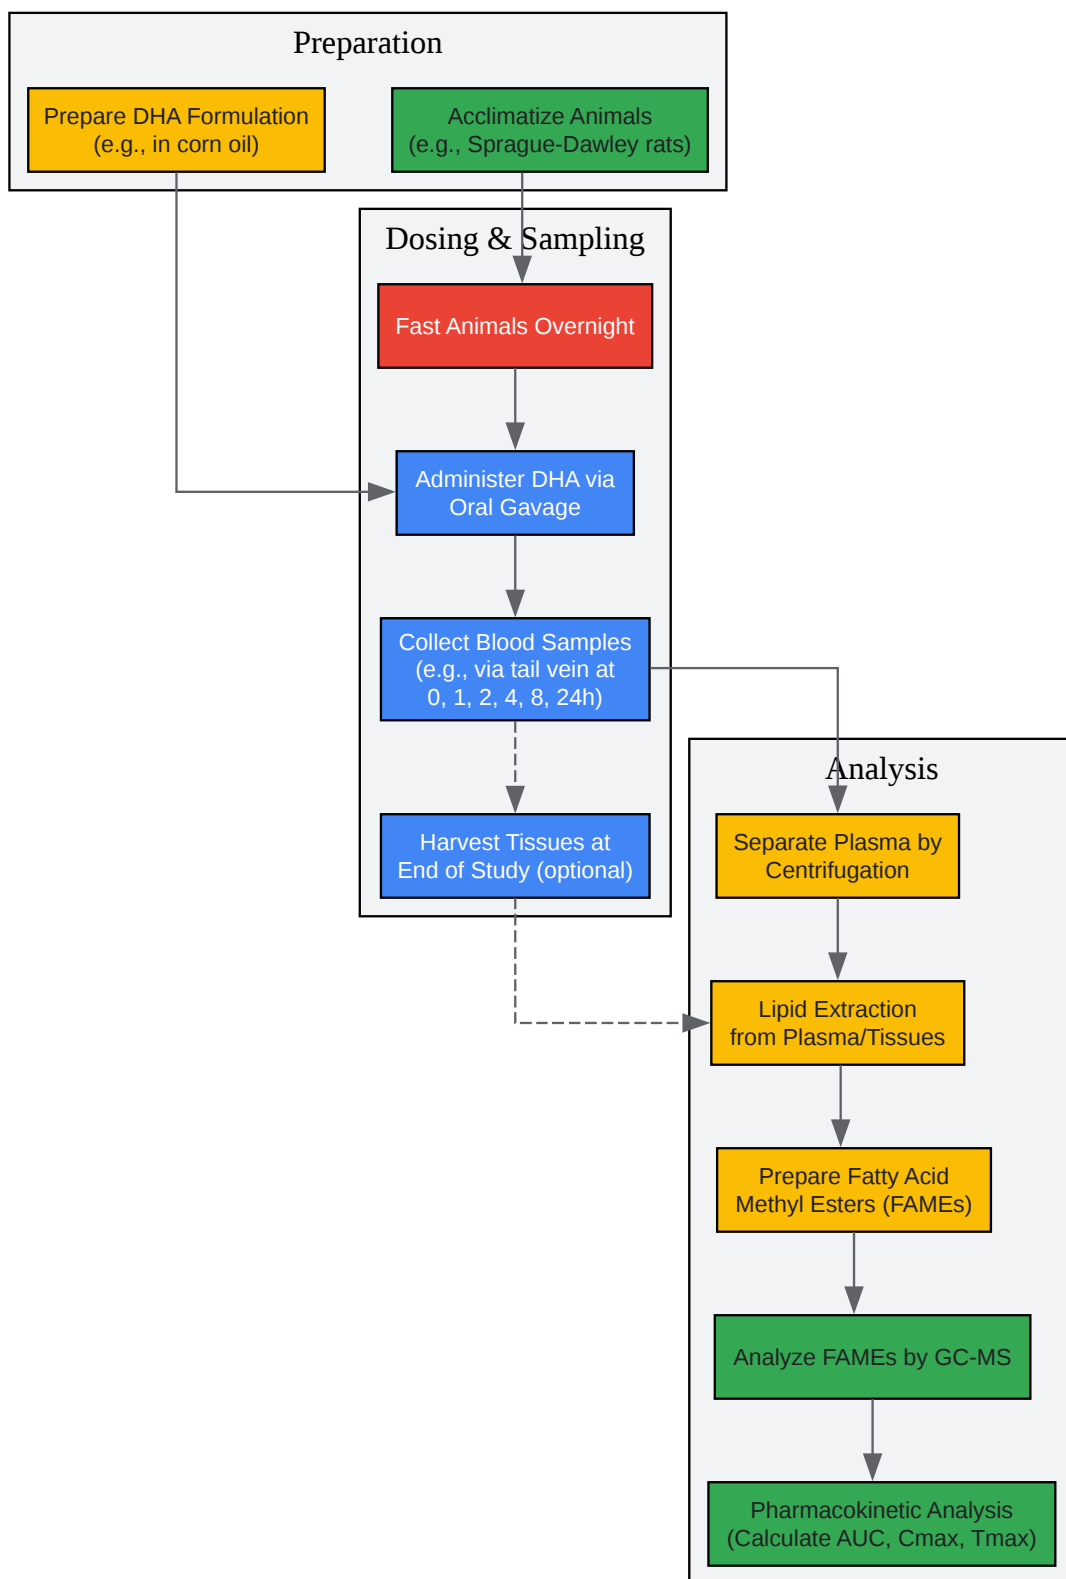 Preparation
Prepare DHA Formulation
(e.g., in corn oil)
Acclimatize Animals
(e.g., Sprague-Dawley rats)
Dosing & Sampling
Fast Animals Overnight
Administer DHA via
Oral Gavage
Collect Blood Samples
(e.g., via tail vein at
0, 1, 2, 4, 8, 24h)
Harvest Tissues at
End of Study (optional)
Analysis
Separate Plasma by
Centrifugation
Lipid Extraction
from Plasma/Tissues
Prepare Fatty Acid
Methyl Esters (FAMEs)
Analyze FAMEs by GC-MS
Pharmacokinetic Analysis
(Calculate AUC, Cmax, Tmax)